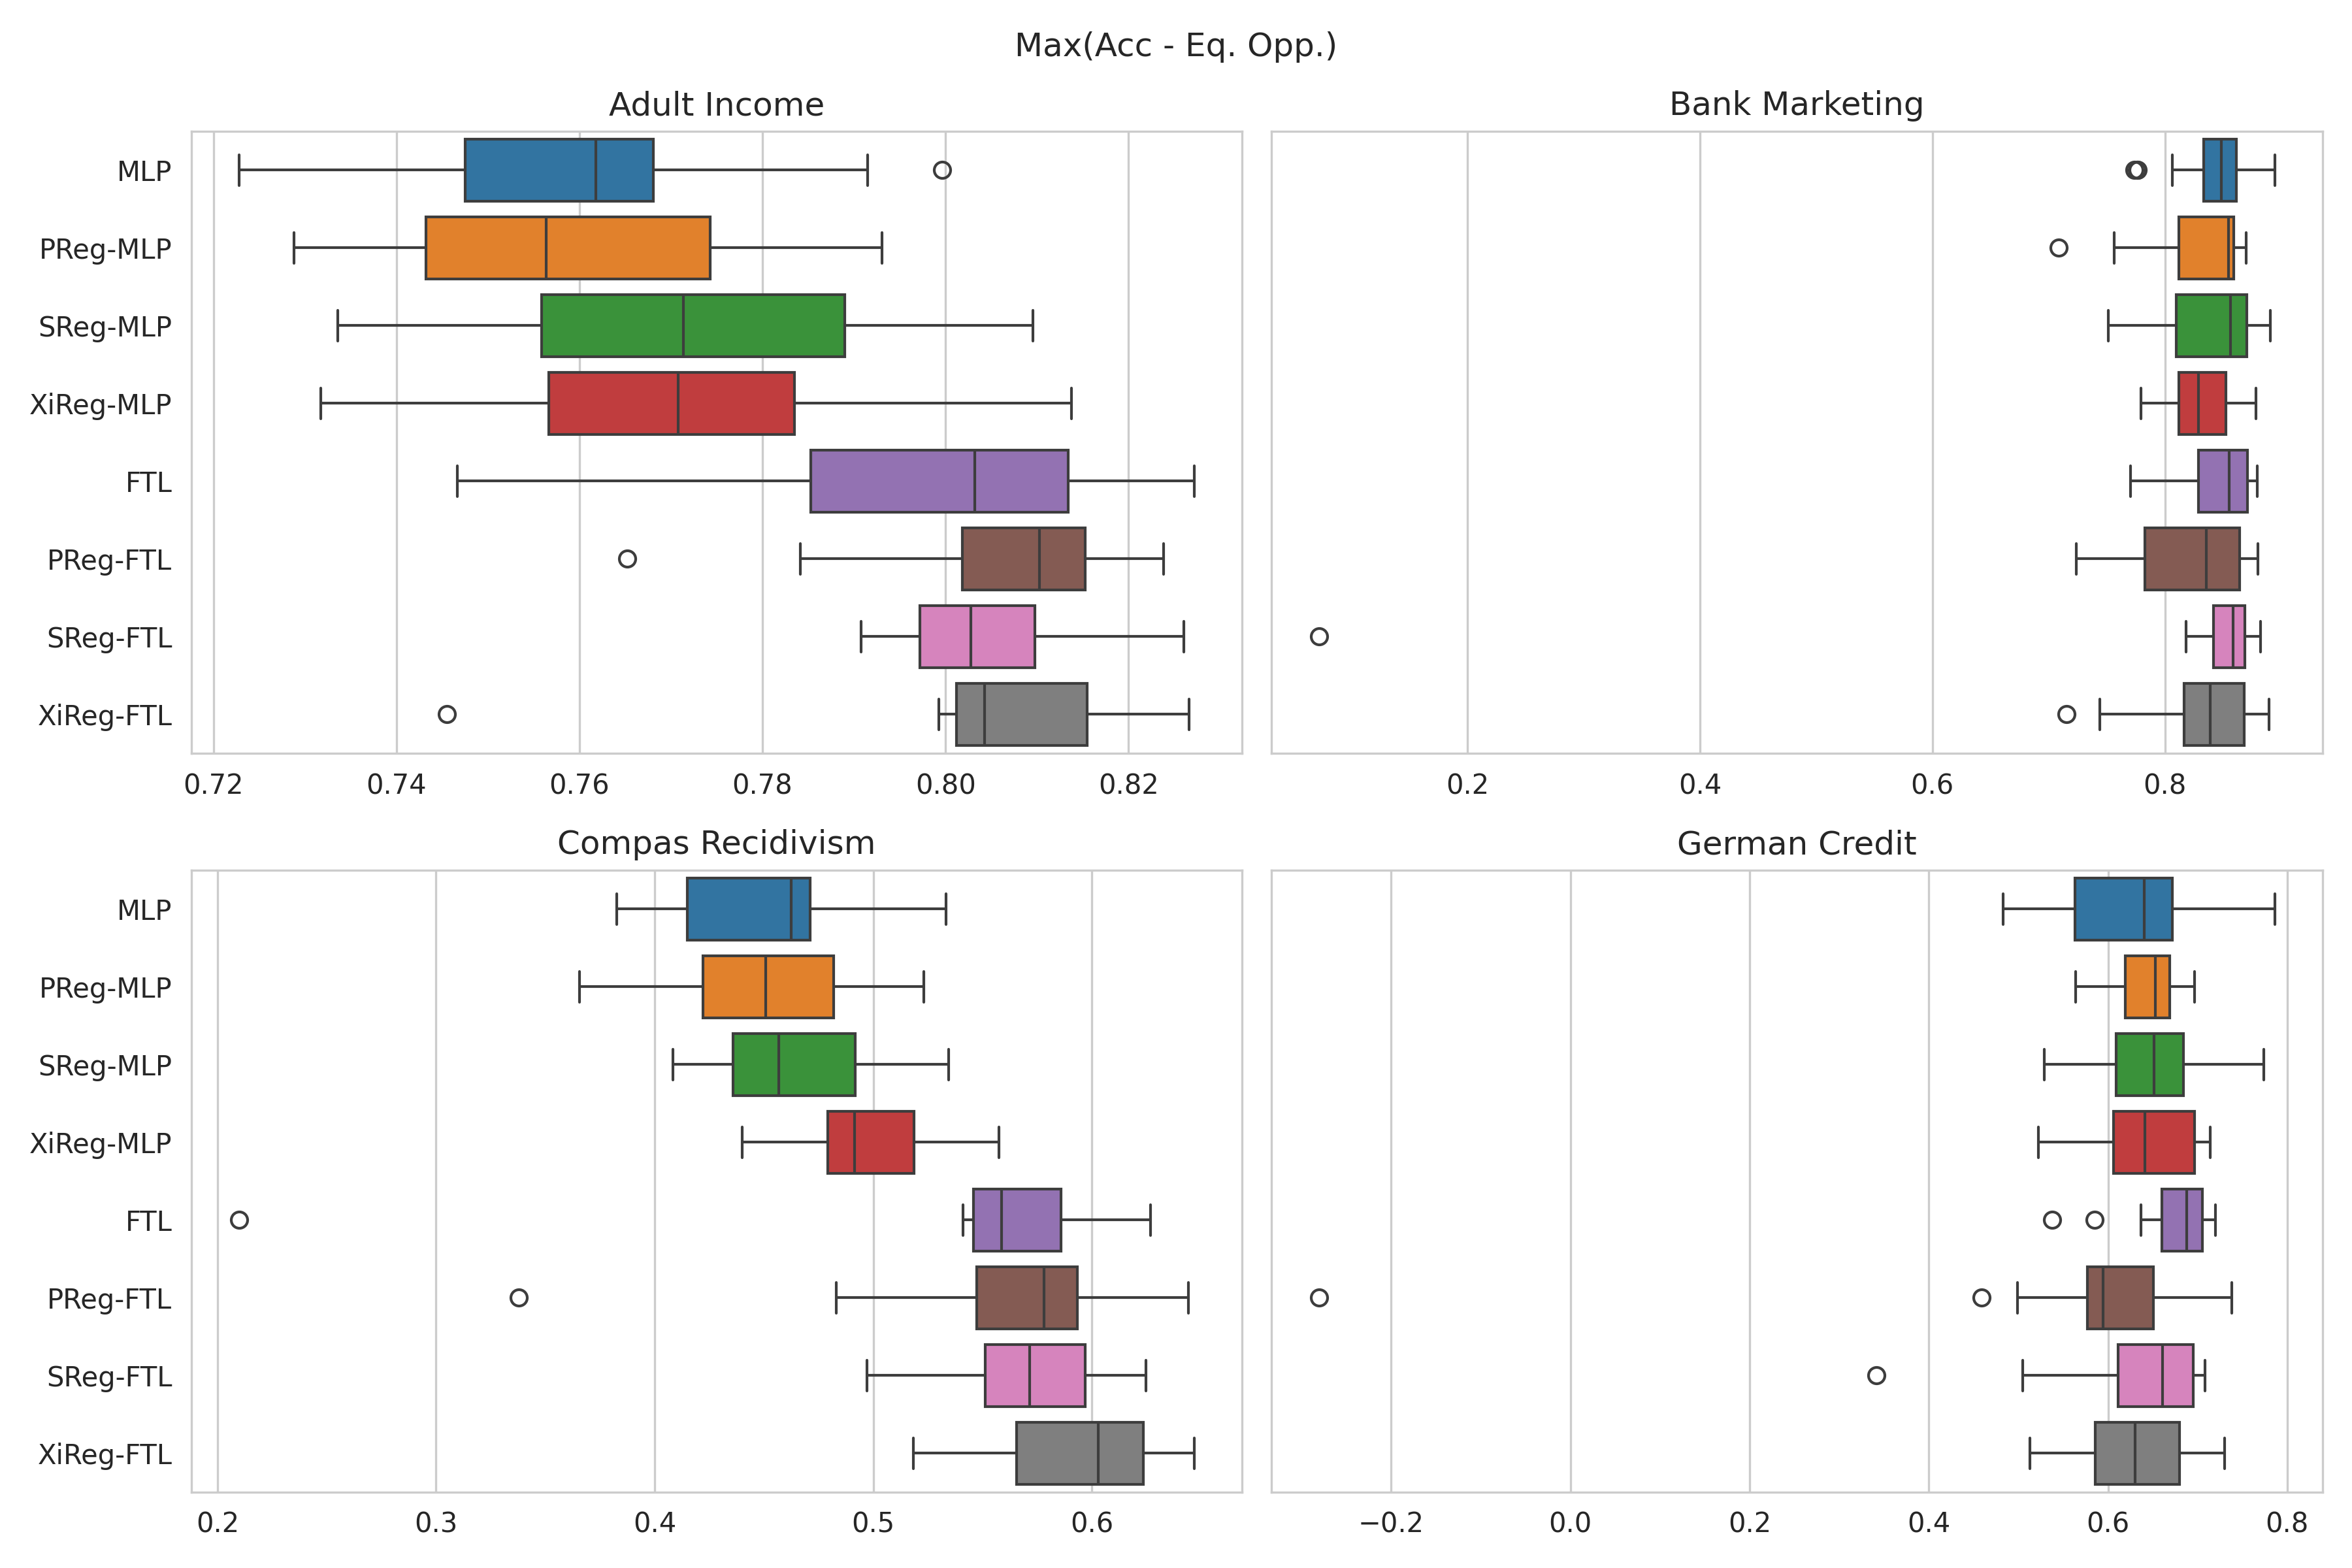 Max(Acc - Eq. Opp.)
Adult Income
MLP
PReg-MLP
SReg-MLP
XiReg-MLP
FTL
PReg-FTL
SReg-FTL
XiReg-FTL
0.72 0.74 0.76 0.78 0.80 0.82
Bank Marketing
0.2 0.4 0.6 0.8
Compas Recidivism
MLP
PReg-MLP
SReg-MLP
XiReg-MLP
FTL
PReg-FTL
SReg-FTL
XiReg-FTL
0.2 0.3 0.4 0.5 0.6
German Credit
−0.2 0.0 0.2 0.4 0.6 0.8